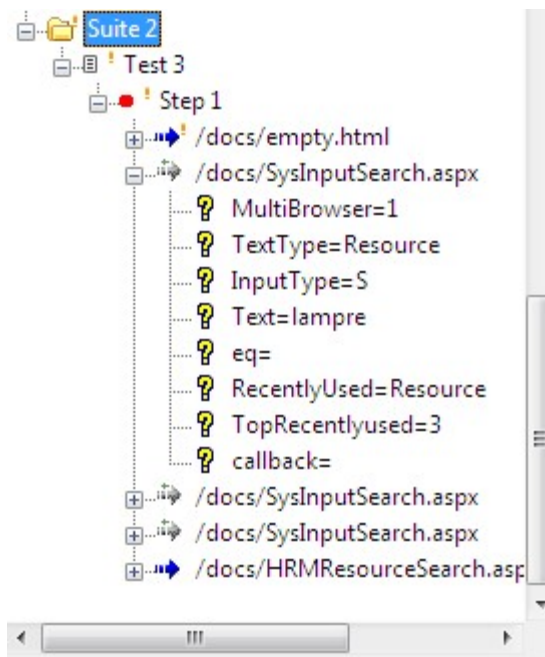 Suite 2
Test 3
Step 1
/docs/empty.html
/docs/SysInputSearch.aspx
MultiBrowser=1
TextType=Resource
InputType=S
Text=lampre
eq=
RecentlyUsed=Resource
TopRecentlyused=3
callback=
/docs/SysInputSearch.aspx
/docs/SysInputSearch.aspx
/docs/HRMResourceSearch.asp